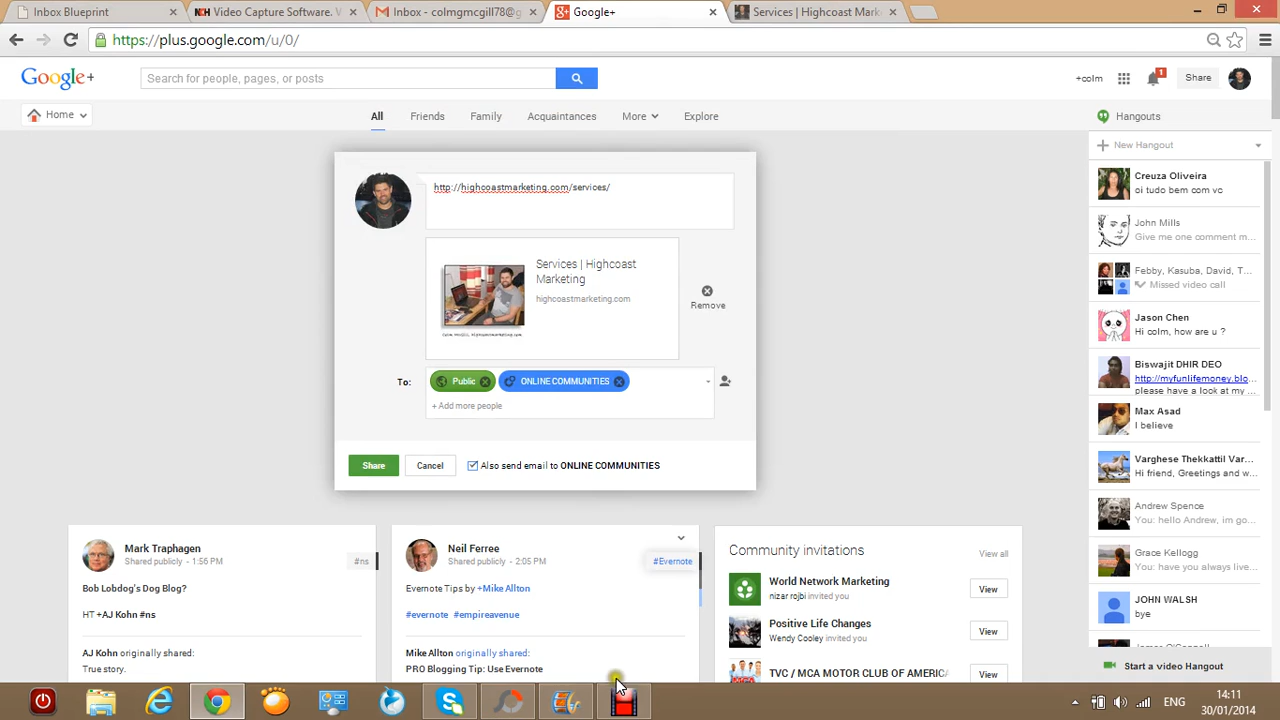 Inbox Blueprint
NCH Video Capture Software. W
Inbox - colmgmcgill78@g
Google+
Services | Highcoast Mark
https://plus.google.com/u/0/
Google+
Search for people, pages, or posts
+colm
1
Share
Home
All
Friends
Family
Acquaintances
More
Explore
Hangouts
New Hangout
http://highcoastmarketing.com/services/
Services | Highcoast
Marketing
highcoastmarketing.com
Remove
To:
Public
ONLINE COMMUNITIES
+ Add more people
Share
Cancel
Also send email to ONLINE COMMUNITIES
Creuza Oliveira
oi tudo bem com vo
John Mills
Give me one comment m...
Febby, Kasuba, David, T...
Missed video call
Jason Chen
Hi colm, how are u ?
Biswajit DHIR DEO
http://myfunlifemoney.blo...
please have a look at my
Max Asad
I believe
Varghese Thekkattil Var...
Hi friend, Greetings and w...
Andrew Spence
You: hello Andrew, im go...
Grace Kellogg
You: have you always live...
JOHN WALSH
bye
James O'Connell
Start a video Hangout
Mark Traphagen
Shared publicly - 1:56 PM
#ns
Bob Lobdog's Dog Blog?
HT +AJ Kohn #ns
AJ Kohn originally shared:
True story.
Neil Ferree
Shared publicly - 2:05 PM
#Evernote
Evernote Tips by +Mike Allton
#evernote #empireavenue
Mike Allton originally shared:
PRO Blogging Tip: Use Evernote
Community invitations
View all
World Network Marketing
nizar rojbi invited you
View
Positive Life Changes
Wendy Cooley invited you
View
TVC / MCA MOTOR CLUB OF AMERICA
View
ENG
14:11
30/01/2014